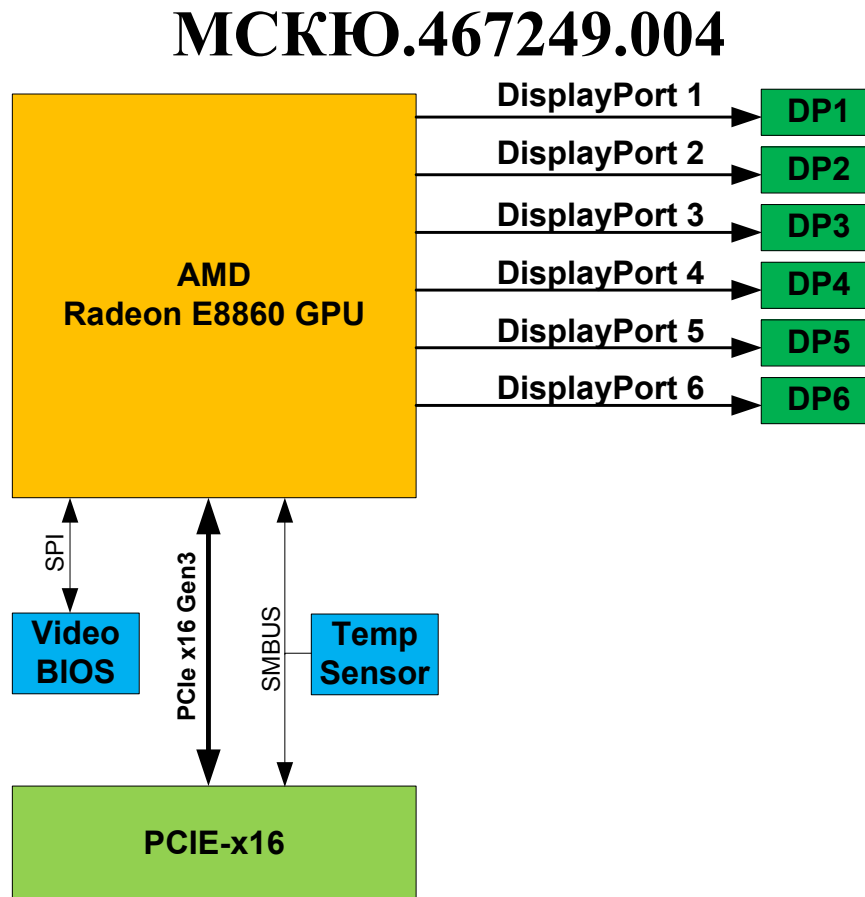 МСКЮ.467249.004
DisplayPort 1
DP1
DisplayPort 2
DP2
DisplayPort 3
DP3
DisplayPort 4
DP4
DisplayPort 5
DP5
DisplayPort 6
DP6
AMD
Radeon E8860 GPU
SPI
PCIe x16 Gen3
SMBUS
Video
BIOS
Temp
Sensor
PCIE-x16